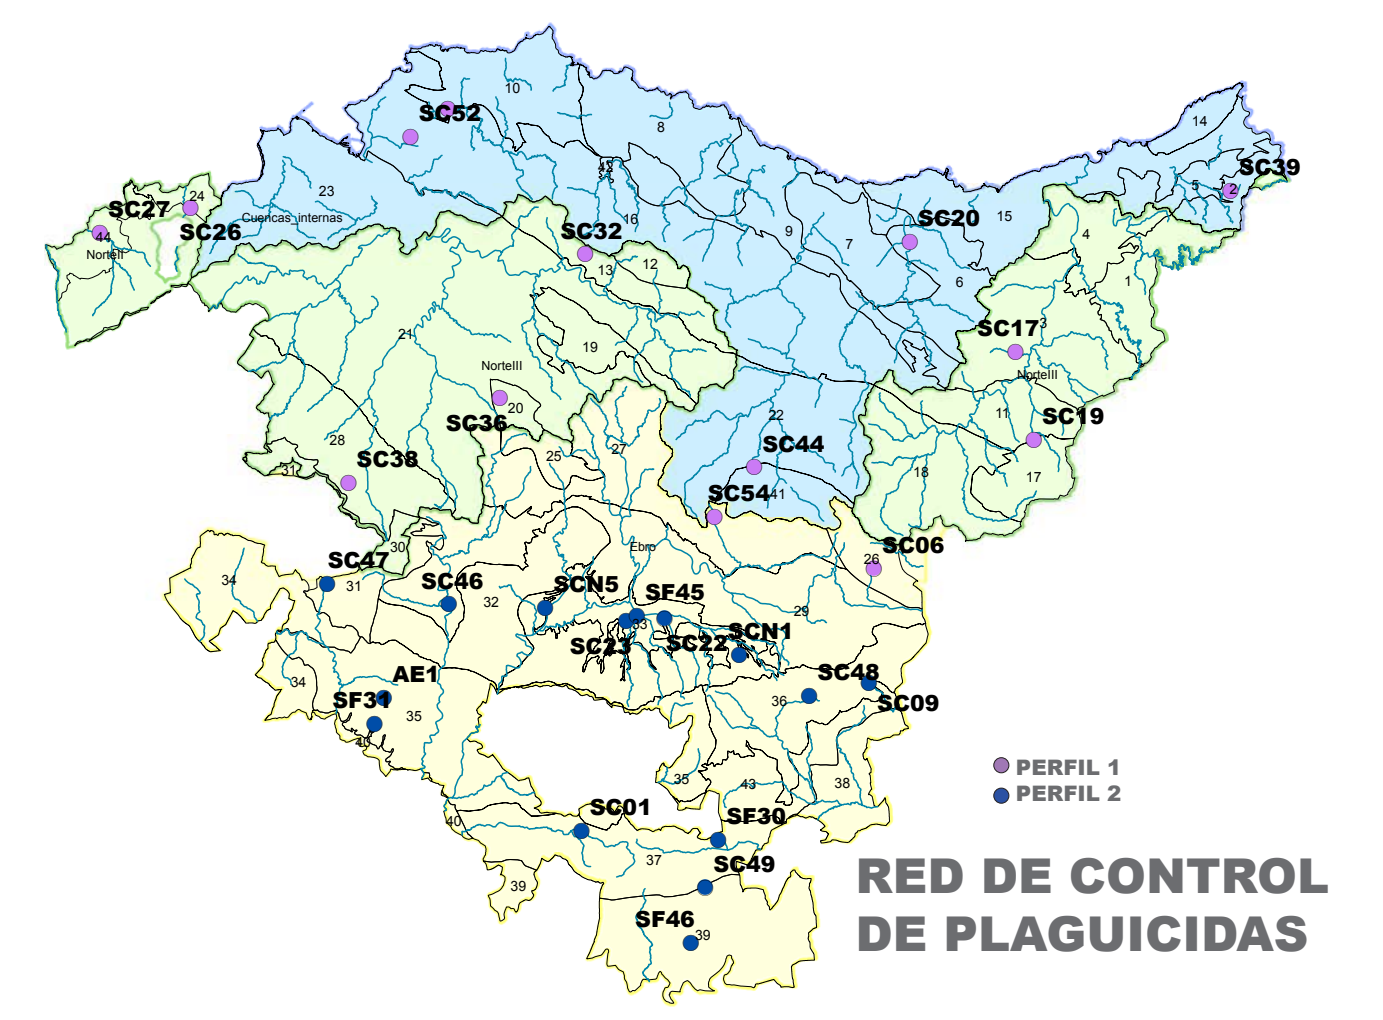 10
SC52
8
14
SC39
5
2
23
24
SC27
SC26
Cuencas_internas
44
NorteII
42
16
SC32
13
12
9
7
SC20
15
6
4
1
3
SC17
NorteIII
21
19
NorteIII
20
SC36
28
SC38
31
25
27
22
SC44
SC54
41
11
SC19
18
17
30
Ebro
26
SC06
34
SC47
31
SC46
32
SCN5
SF45
33
SC23
SC22
SCN1
29
SC48
36
SC09
34
AE1
SF31
35
40
35
43
38
PERFIL 1
PERFIL 2
40
SC01
SF30
37
SC49
39
SF46
39
RED DE CONTROL
DE PLAGUICIDAS